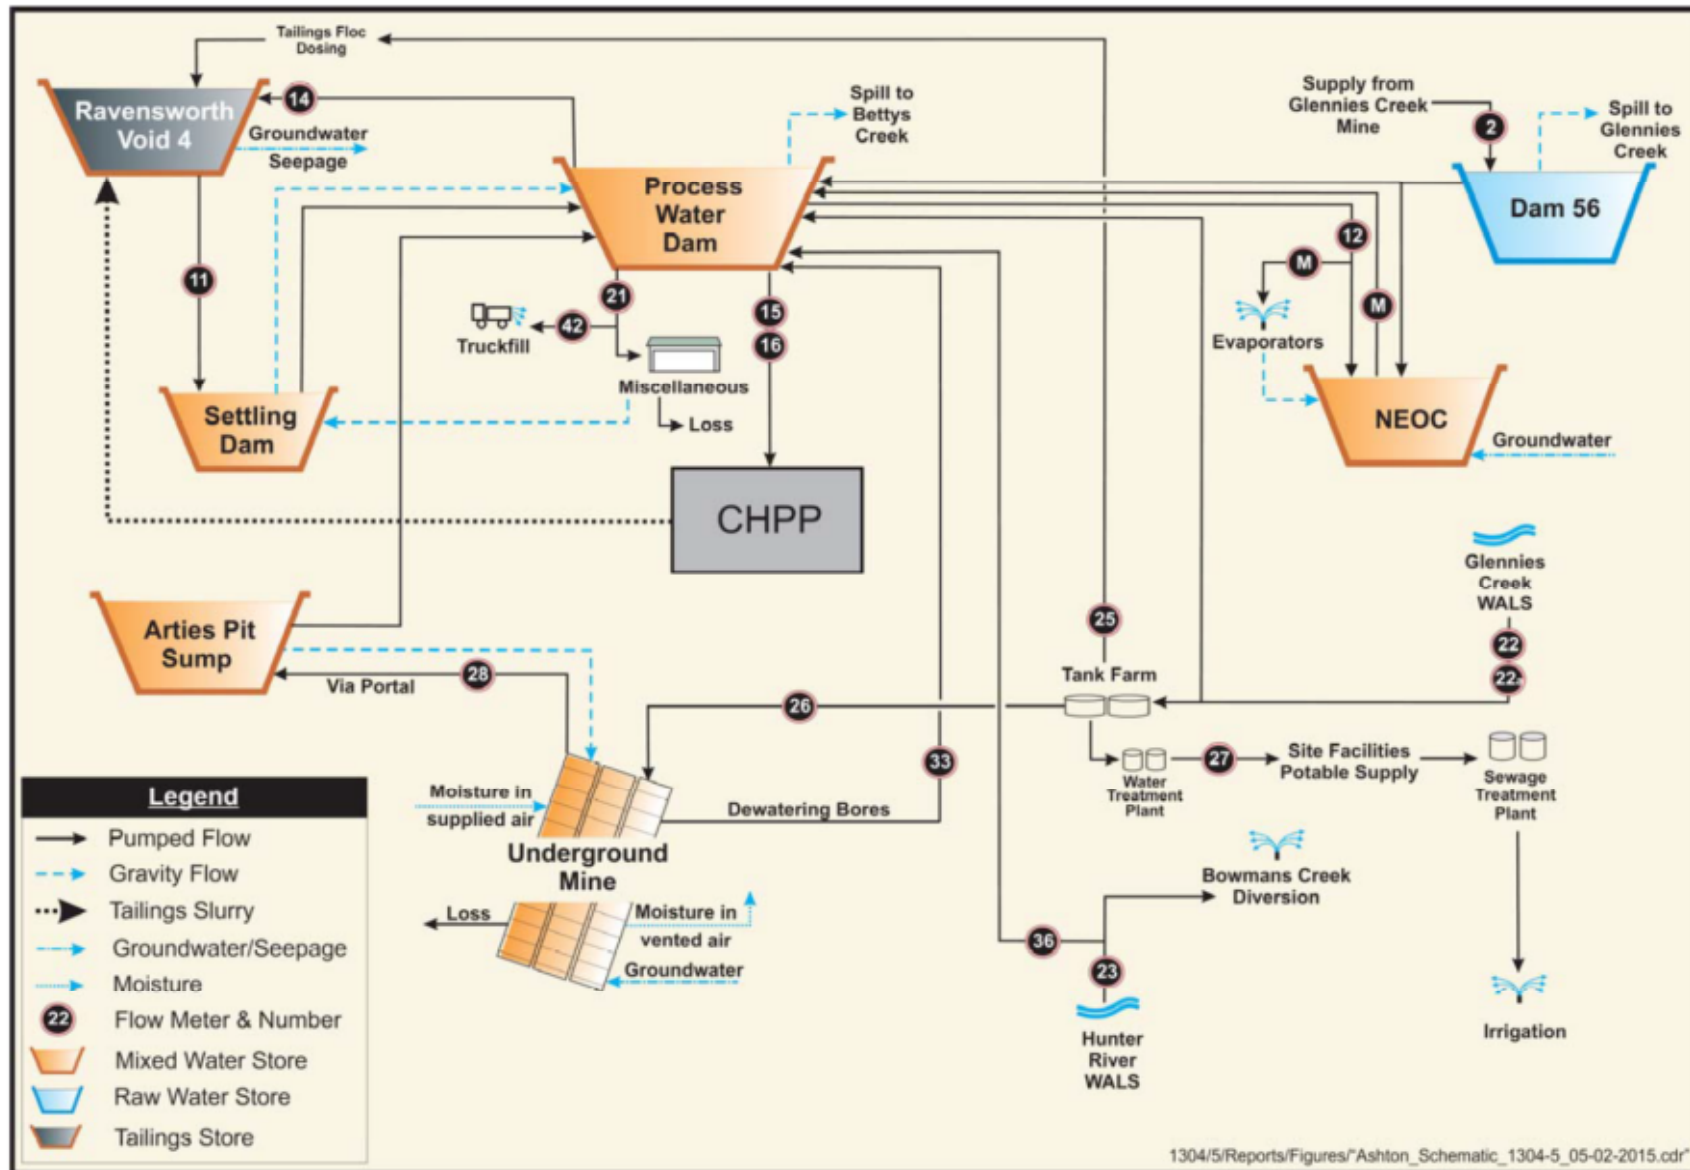 Tailings Floc
Dosing
Ravensworth
Void 4
14
Groundwater
Seepage
Spill to
Bettys
Creek
Supply from
Glennies Creek
Mine
2
Spill to
Glennies
Creek
Process
Water
Dam
Dam 56
12
M
M
11
21
15
42
16
Truckfill
Evaporators
Miscellaneous
Loss
Settling
Dam
NEOC
Groundwater
CHPP
Glennies
Creek
WALS
22
22a
Arties Pit
Sump
25
Via Portal
28
Tank Farm
26
33
27
Site Facilities
Potable Supply
Water
Treatment
Plant
Sewage
Treatment
Plant
Moisture in
supplied air
Dewatering Bores
Underground
Mine
Bowmans Creek
Diversion
Loss
Moisture in
vented air
Groundwater
36
23
Hunter
River
WALS
Irrigation
Legend
Pumped Flow
Gravity Flow
Tailings Slurry
Groundwater/Seepage
Moisture
22
Flow Meter & Number
Mixed Water Store
Raw Water Store
Tailings Store
1304/5/Reports/Figures/"Ashton_Schematic_1304-5_05-02-2015.cdr"